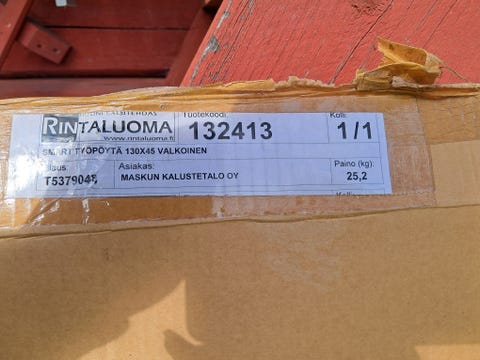 Tuotekoodi:
Kolli:
RINTALUOMA
132413
1/1
www.rintaluoma.fi
SMART TYÖPÖYTÄ 130X45 VALKOINEN
Asiakas:
Paino (kg):
T5379048
MASKUN KALUSTETALO OY
25,2